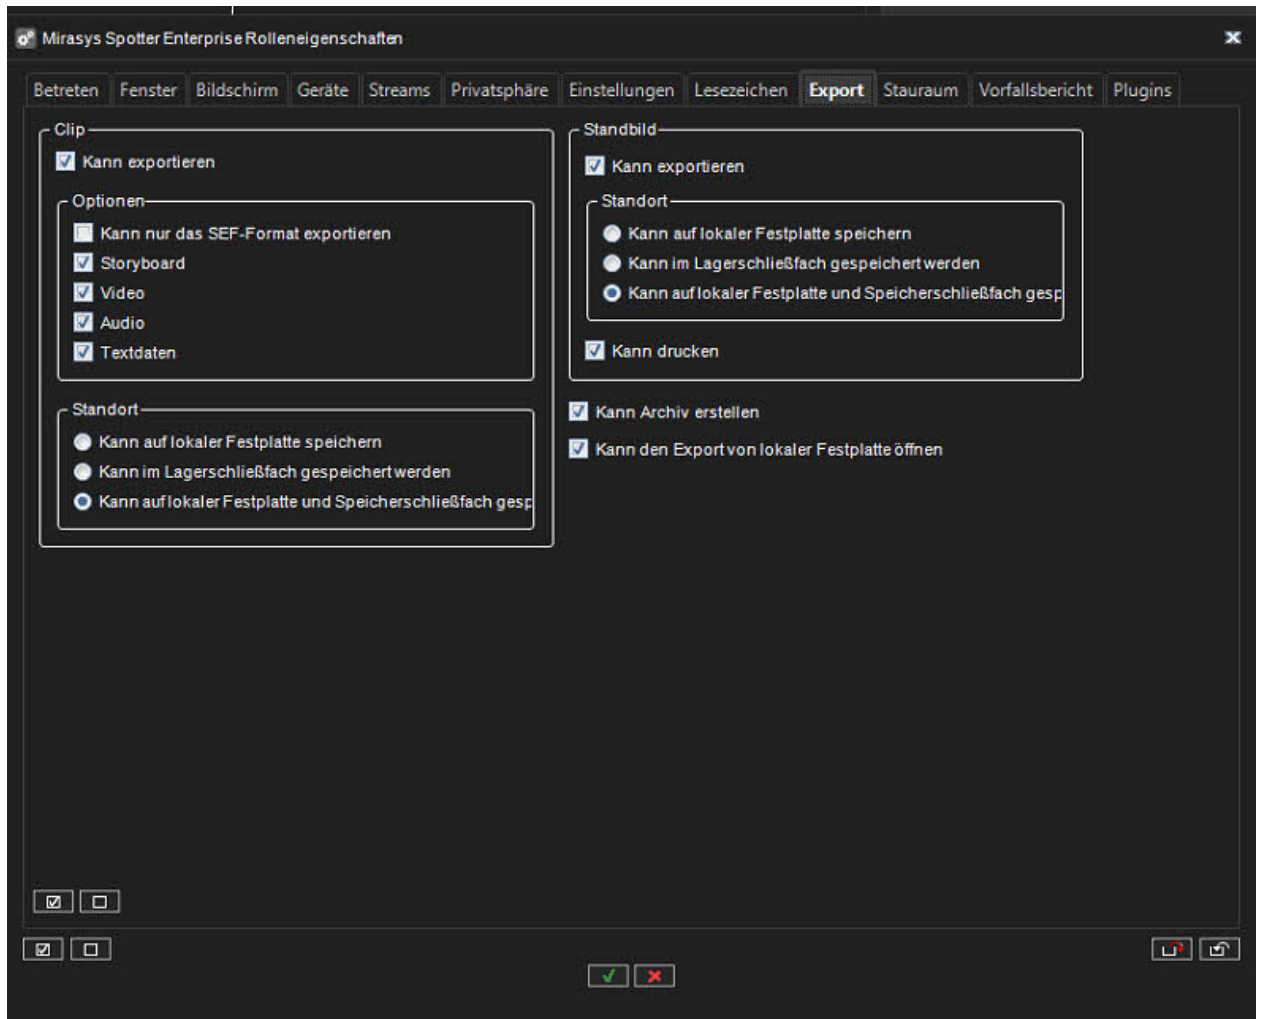 Mirasys Spotter Enterprise Rolleneigenschaften
Betreten Fenster Bildschirm Geräte Streams Privatsphäre Einstellungen Lesezeichen Export Stauraum Vorfallsbericht Plugins
Clip
Kann exportieren
Optionen
Kann nur das SEF-Format exportieren
Storyboard
Video
Audio
Textdaten
Standort
Kann auf lokaler Festplatte speichern
Kann im Lagerschließfach gespeichert werden
Kann auf lokaler Festplatte und Speicherschließfach gesp
Standbild
Kann exportieren
Standort
Kann auf lokaler Festplatte speichern
Kann im Lagerschließfach gespeichert werden
Kann auf lokaler Festplatte und Speicherschließfach gesp
Kann drucken
Kann Archiv erstellen
Kann den Export von lokaler Festplatte öffnen